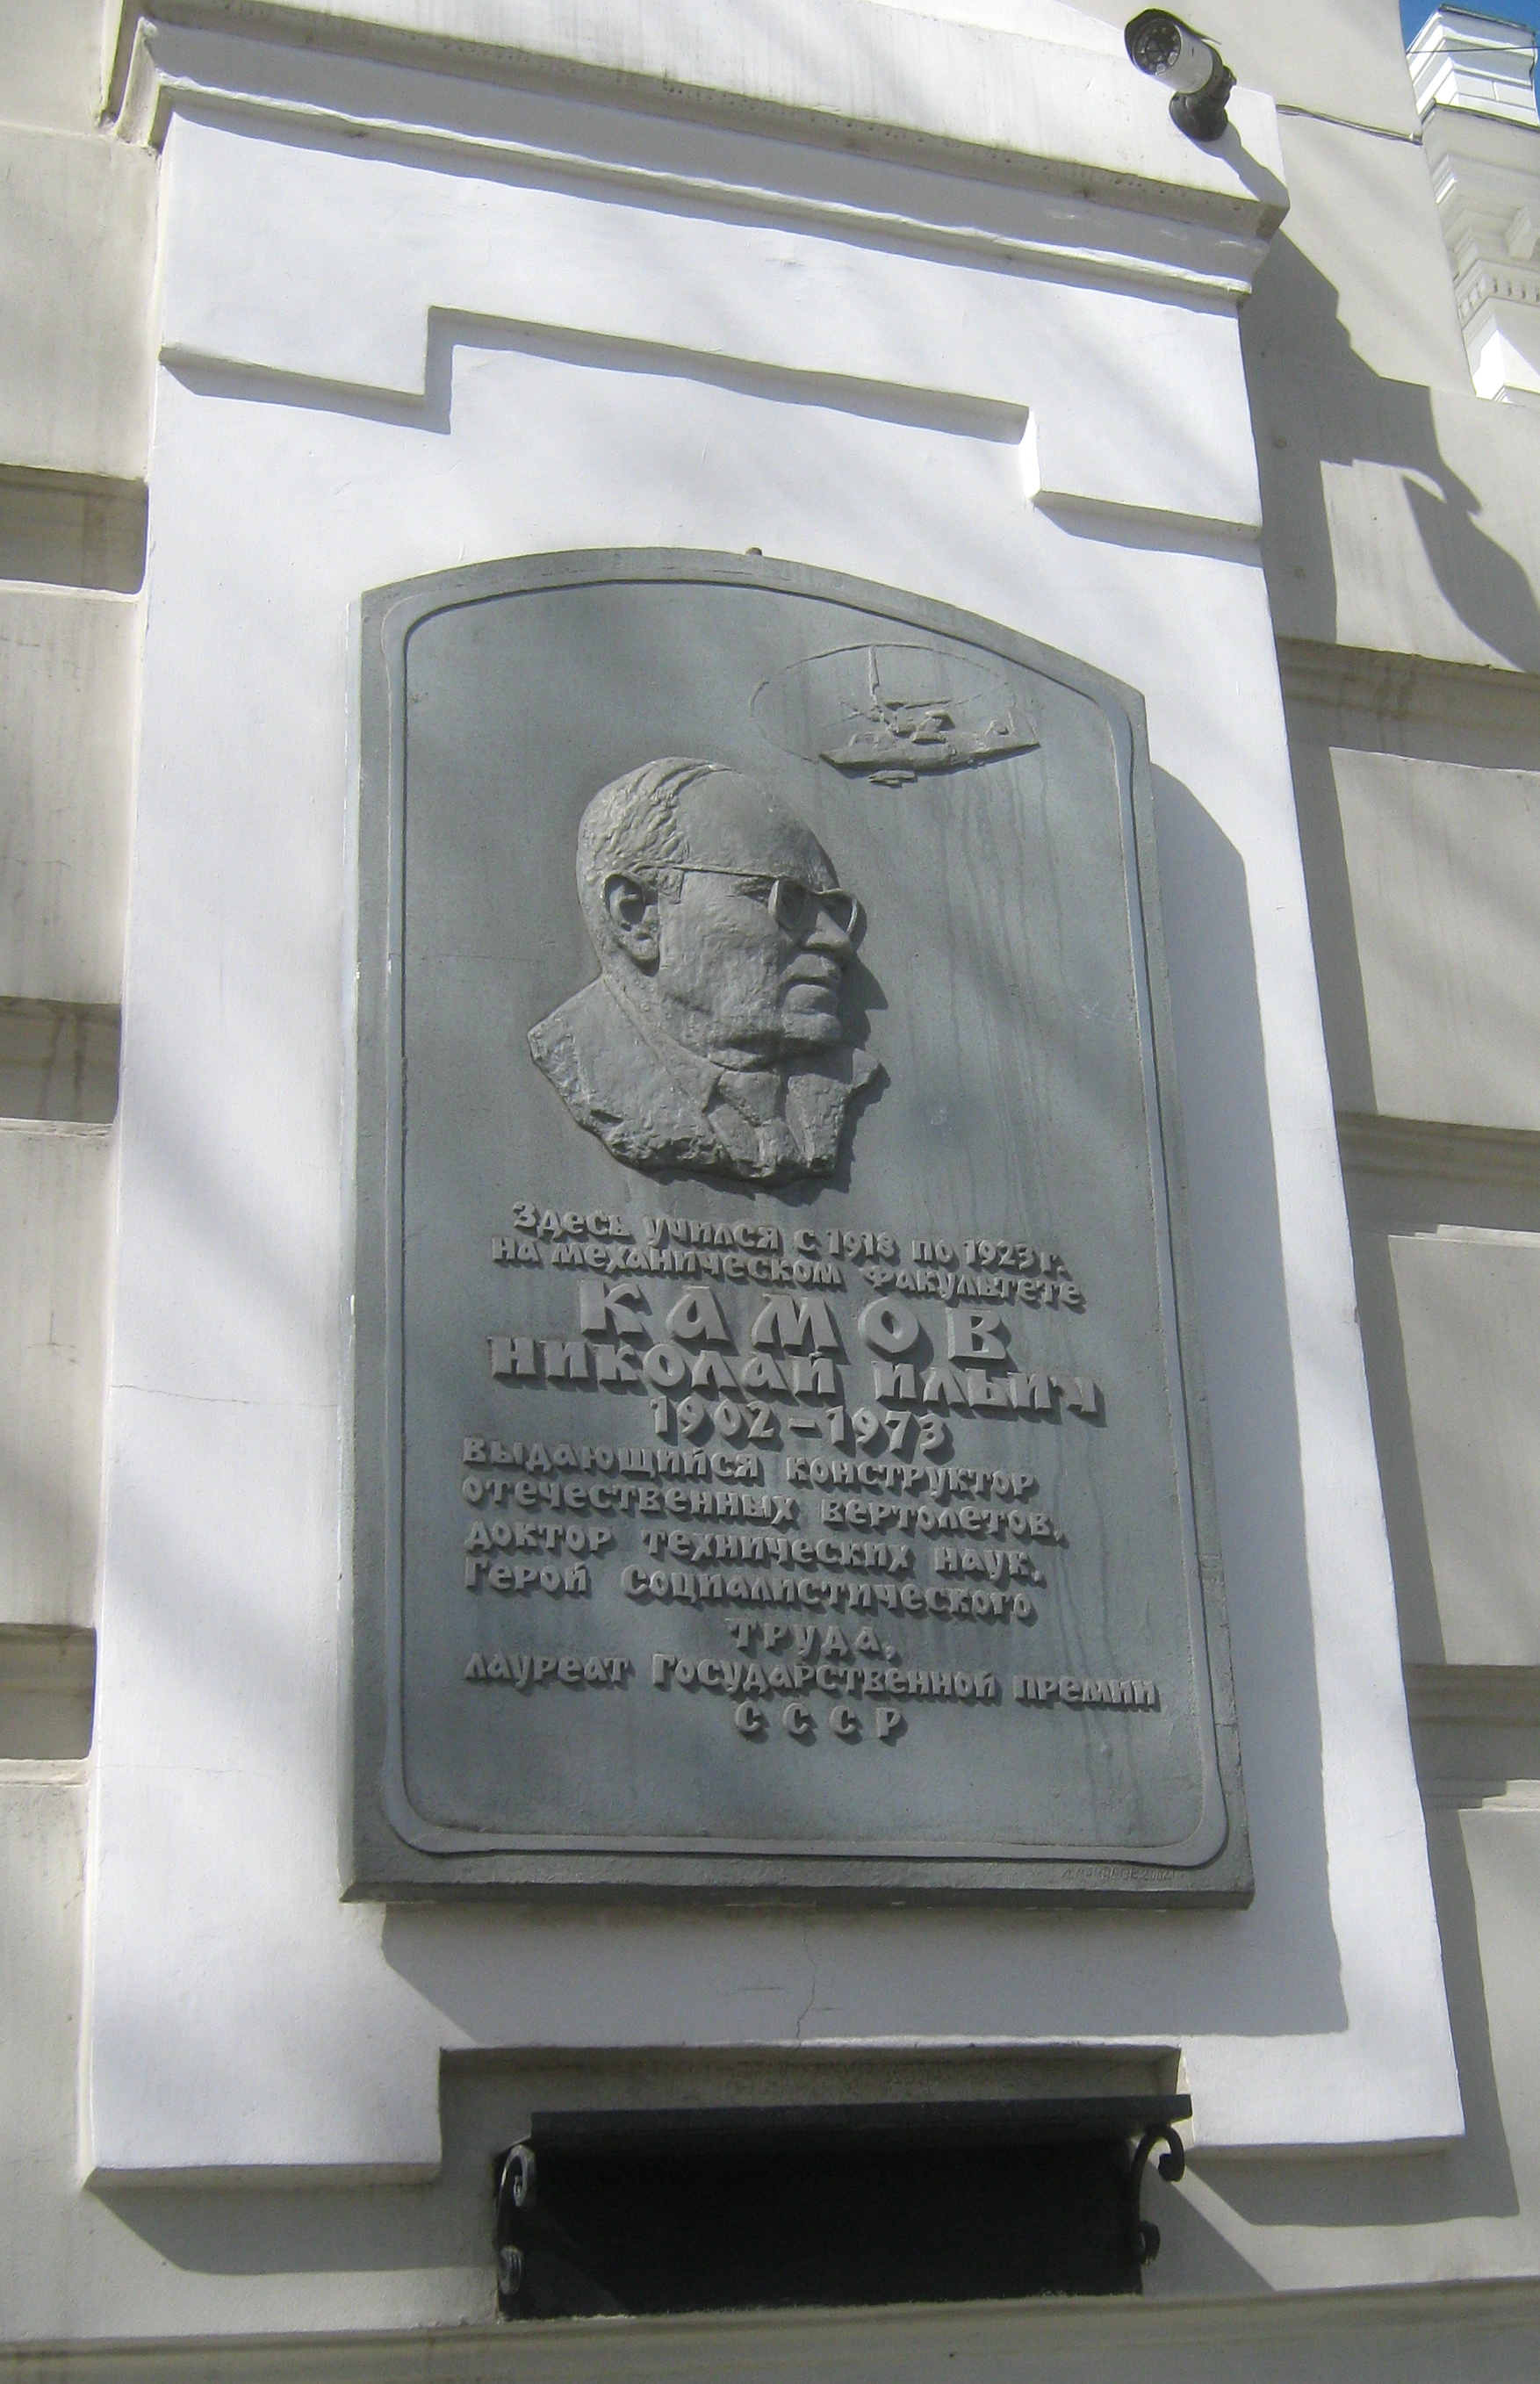 Здесь учился с 1918 по 1923 г.
на механическом факультете
КАМОВ
НИКОЛАЙ ИЛЬИЧ
1902-1973
выдающийся конструктор
отечественных вертолетов,
доктор технических наук,
Герой Социалистического
Труда,
лауреат Государственной премии
СССР